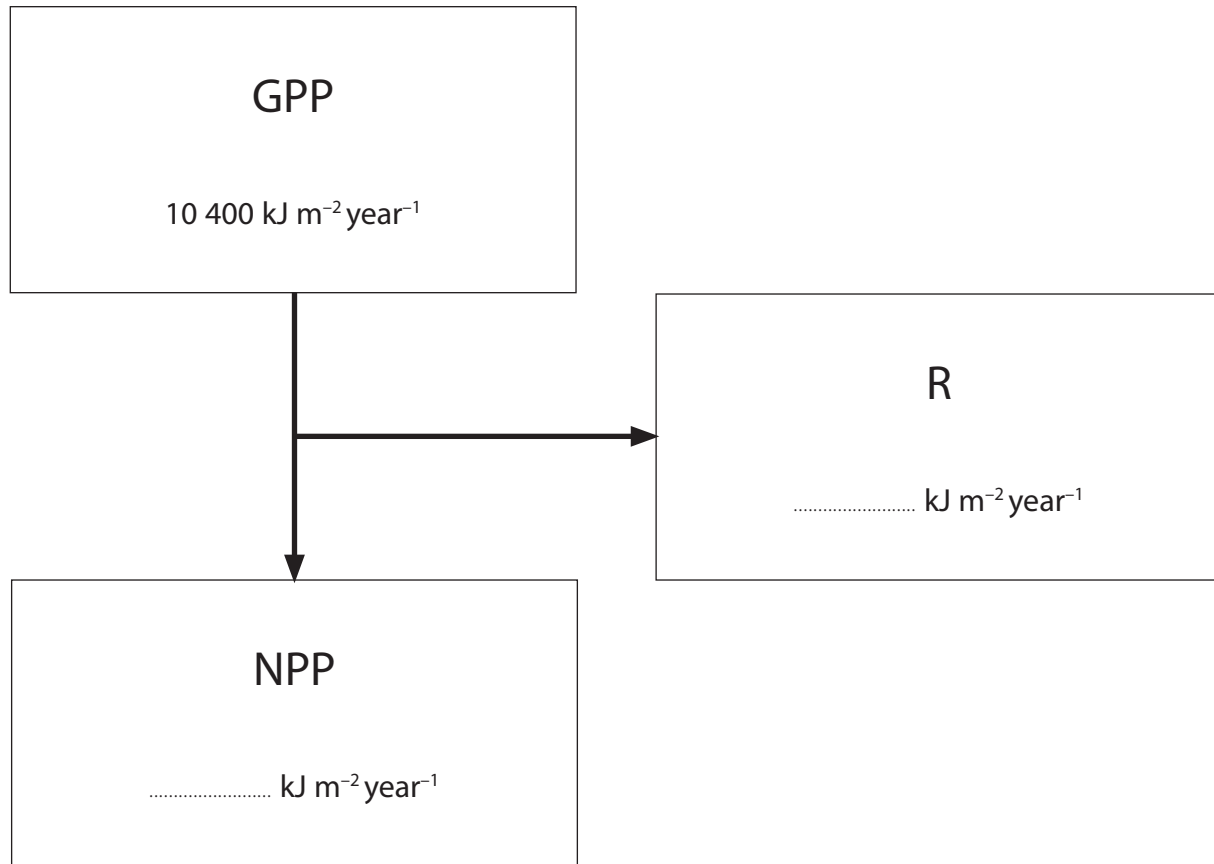 GPP
10 400 kJ m⁻² year⁻¹
R
........................ kJ m⁻² year⁻¹
NPP
........................ kJ m⁻² year⁻¹